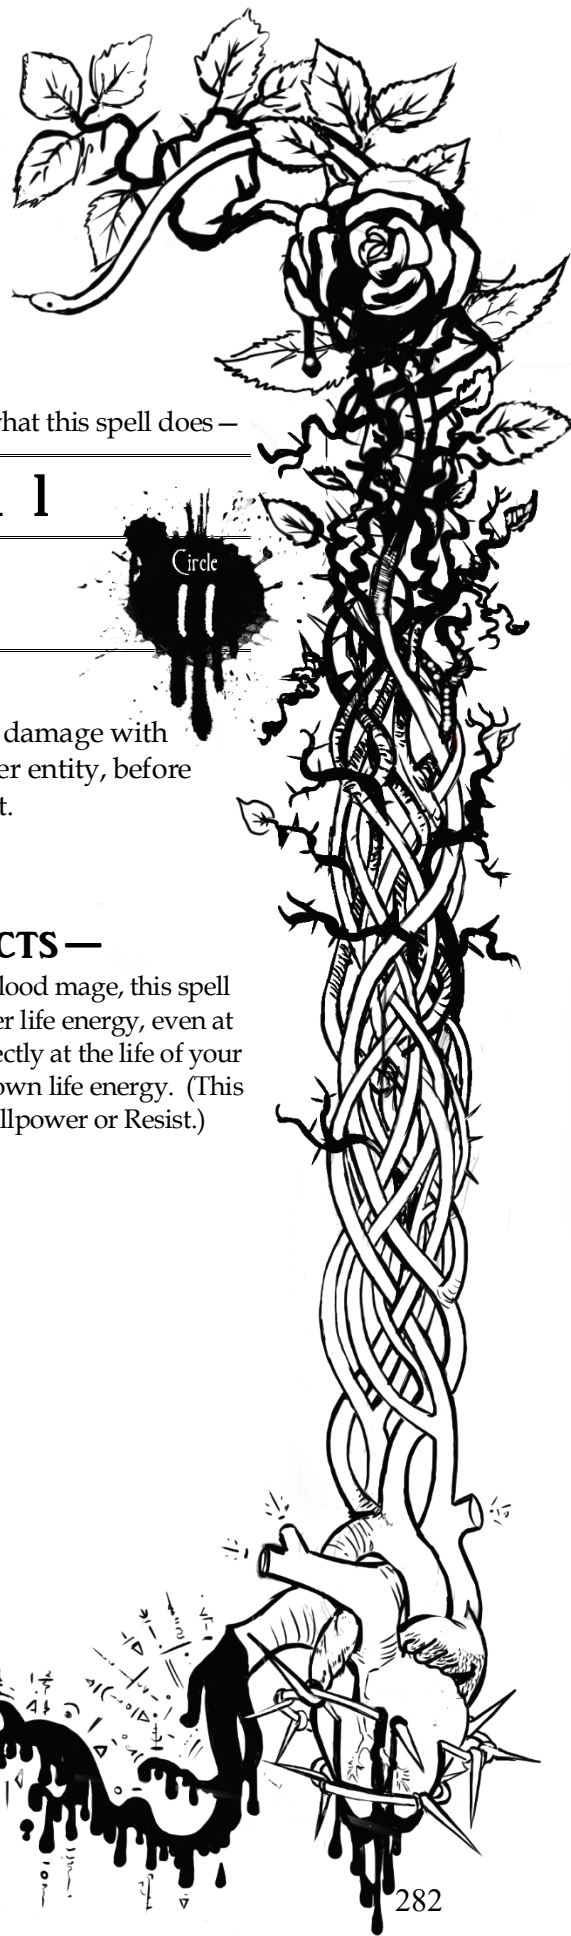 what this spell does—
l
Circle
II
damage with
er entity, before
t.
CTS—
lood mage, this spell
er life energy, even at
ectly at the life of your
own life energy.  (This
llpower or Resist.)
282